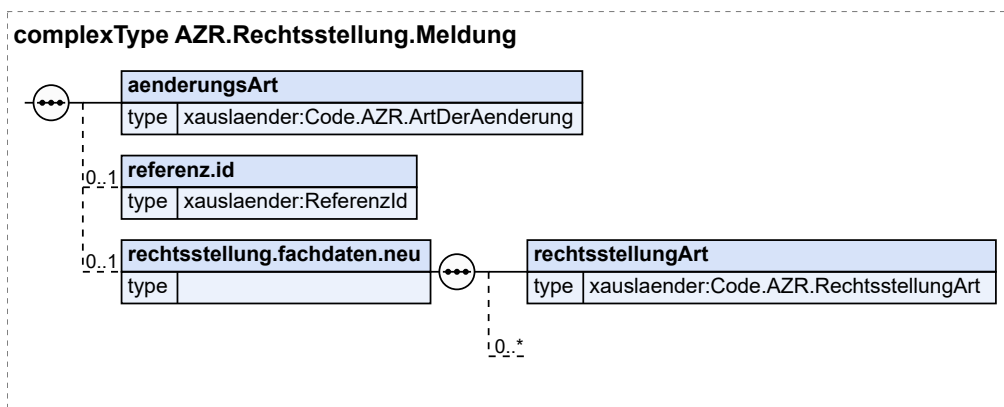 complexType AZR.Rechtsstellung.Meldung
aenderungsArt
type xauslaender:Code.AZR.ArtDerAenderung
0..1
referenz.id
type xauslaender:ReferenzId
0..1
rechtsstellung.fachdaten.neu
type
rechtsstellungArt
type xauslaender:Code.AZR.RechtsstellungArt
0..*